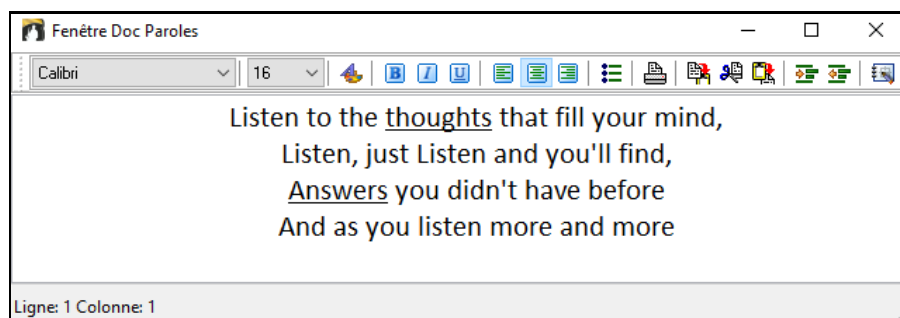 Fenêtre Doc Paroles
Calibri 16 B I U
Listen to the thoughts that fill your mind,
Listen, just Listen and you'll find,
Answers you didn't have before
And as you listen more and more
Ligne: 1 Colonne: 1